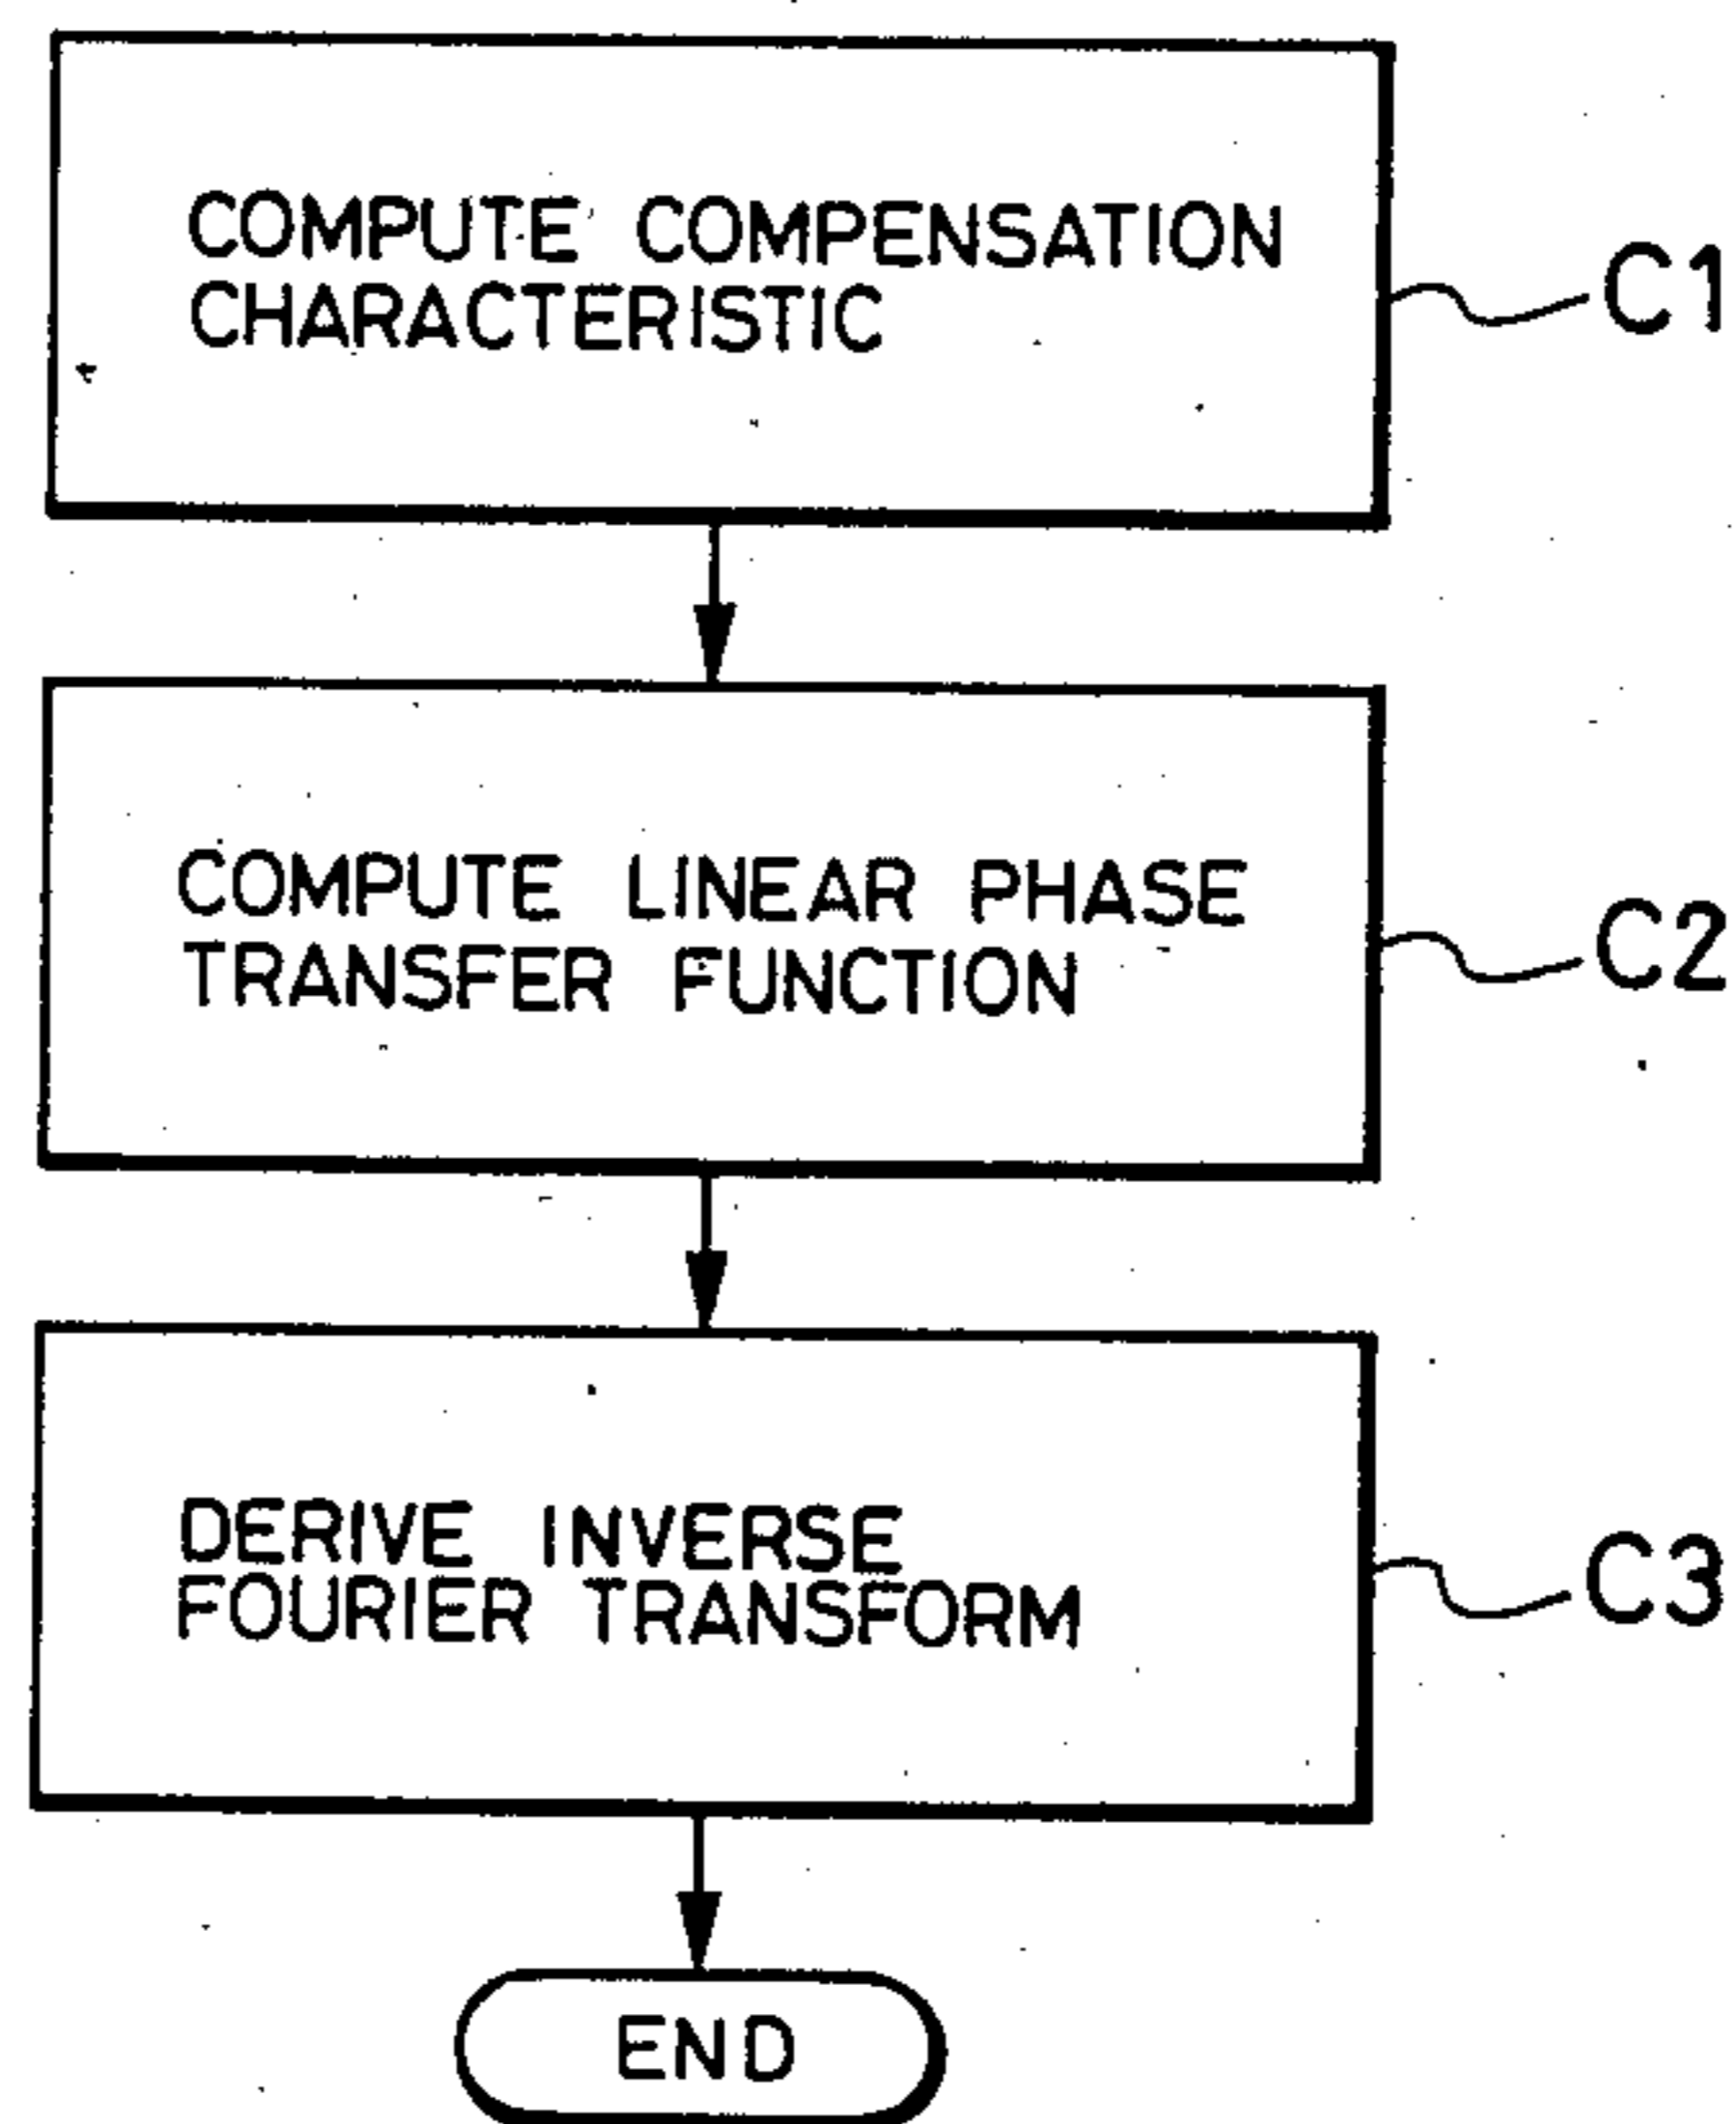 COMPUTE COMPENSATION
CHARACTERISTIC
C1
COMPUTE LINEAR PHASE
TRANSFER FUNCTION
C2
DERIVE INVERSE
FOURIER TRANSFORM
C3
END